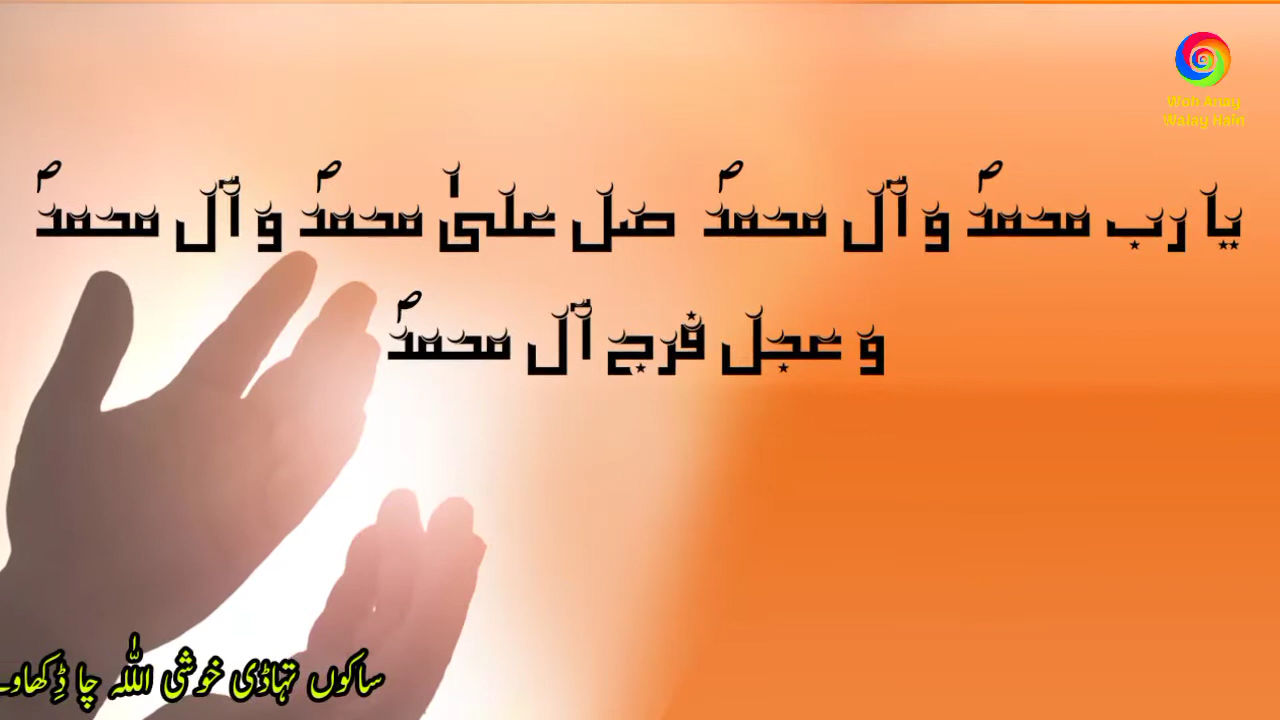 Woh Anay
Walay Hain
یا رب محمدؐ و آل محمدؐ صل علیٰ محمدؐ و آل محمدؐ
و عجل فرج آل محمدؐ
ساکوں تہاڈی خوشی اللہ چا ڈِکھاوے